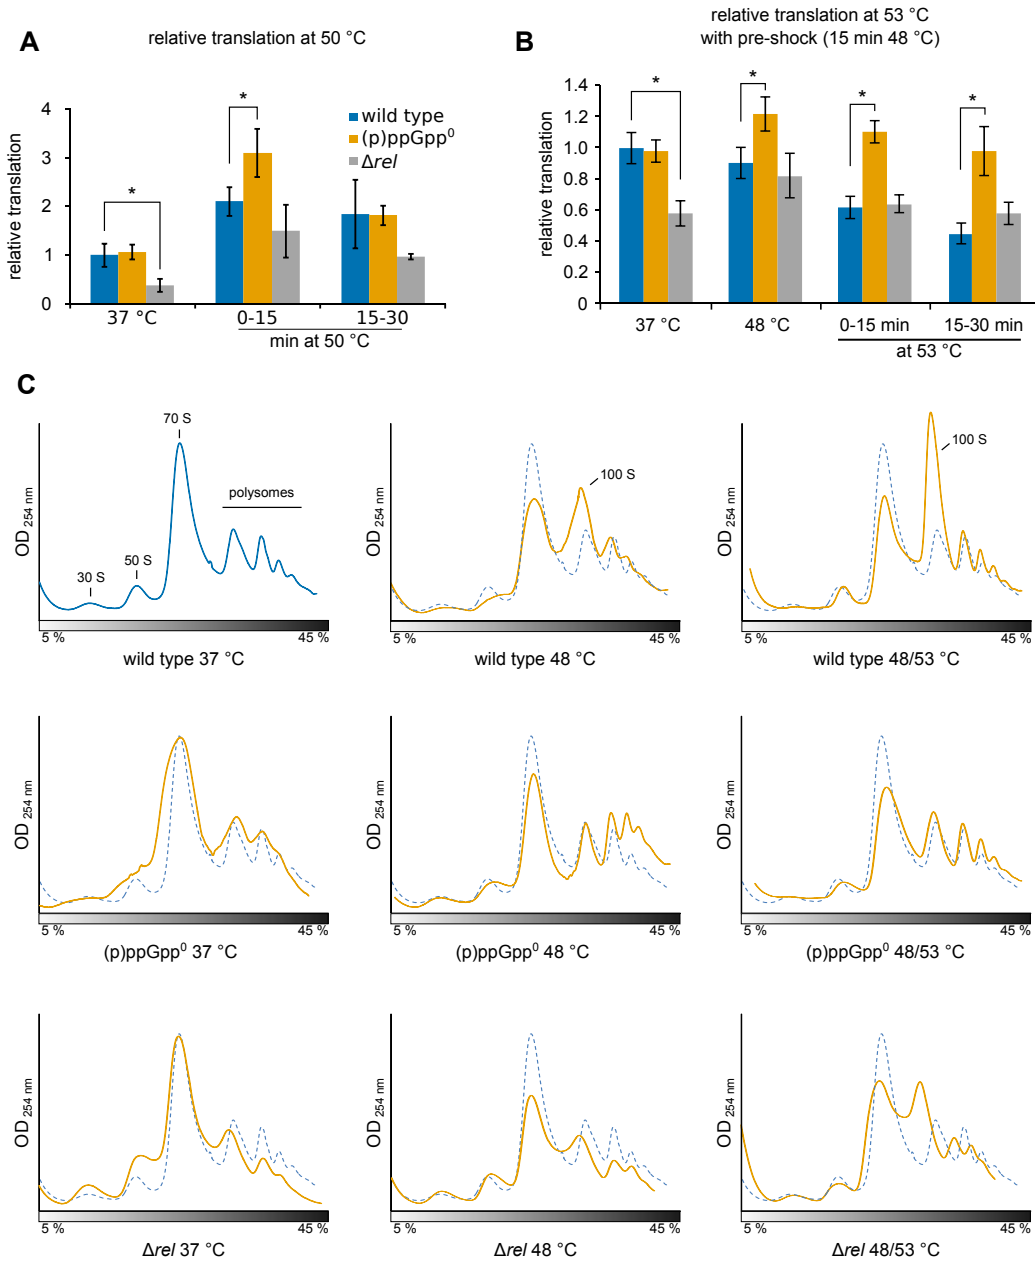 A
relative translation at 50 °C
relative translation
4
3
2
1
0
*
*
wild type
(p)ppGpp⁰
Δrel
37 °C
0-15
15-30
min at 50 °C
B
relative translation at 53 °C
with pre-shock (15 min 48 °C)
relative translation
1.4
1.2
1.0
0.8
0.6
0.4
0.2
0
*
*
*
*
37 °C
48 °C
0-15 min
15-30 min
at 53 °C
C
OD 254 nm
30 S
50 S
70 S
polysomes
5 %
45 %
wild type 37 °C
OD 254 nm
100 S
5 %
45 %
wild type 48 °C
OD 254 nm
100 S
5 %
45 %
wild type 48/53 °C
OD 254 nm
5 %
45 %
(p)ppGpp⁰ 37 °C
OD 254 nm
5 %
45 %
(p)ppGpp⁰ 48 °C
OD 254 nm
5 %
45 %
(p)ppGpp⁰ 48/53 °C
OD 254 nm
5 %
45 %
Δrel 37 °C
OD 254 nm
5 %
45 %
Δrel 48 °C
OD 254 nm
5 %
45 %
Δrel 48/53 °C